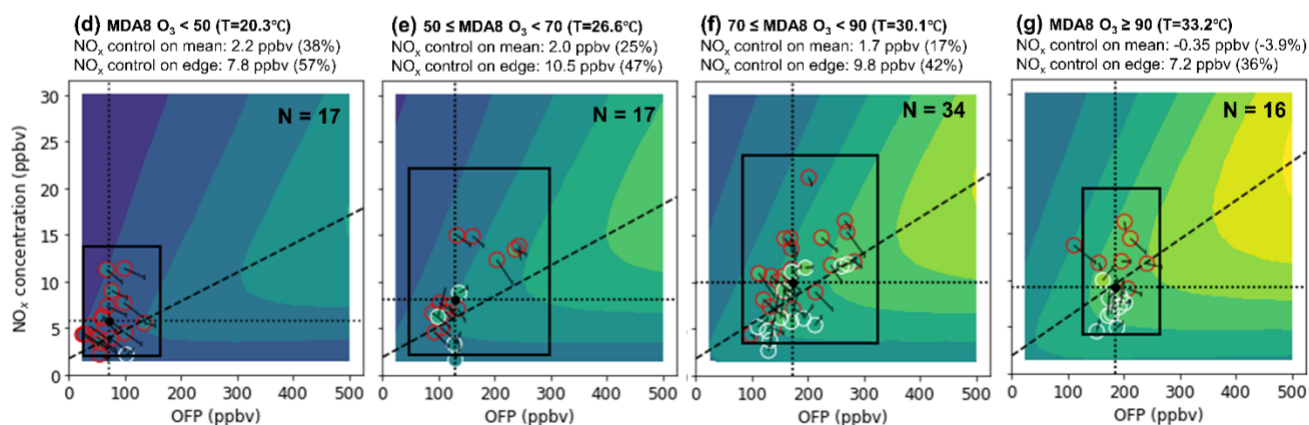 (d) MDA8 O₃ < 50 (T=20.3℃)
NOₓ control on mean: 2.2 ppbv (38%)
NOₓ control on edge: 7.8 ppbv (57%)
(e) 50 ≤ MDA8 O₃ < 70 (T=26.6℃)
NOₓ control on mean: 2.0 ppbv (25%)
NOₓ control on edge: 10.5 ppbv (47%)
(f) 70 ≤ MDA8 O₃ < 90 (T=30.1℃)
NOₓ control on mean: 1.7 ppbv (17%)
NOₓ control on edge: 9.8 ppbv (42%)
(g) MDA8 O₃ ≥ 90 (T=33.2℃)
NOₓ control on mean: -0.35 ppbv (-3.9%)
NOₓ control on edge: 7.2 ppbv (36%)
NOₓ concentration (ppbv)
30
25
20
15
10
5
0
N = 17
0 100 200 300 400 500
OFP (ppbv)
N = 17
0 100 200 300 400 500
OFP (ppbv)
N = 34
0 100 200 300 400 500
OFP (ppbv)
N = 16
0 100 200 300 400 500
OFP (ppbv)